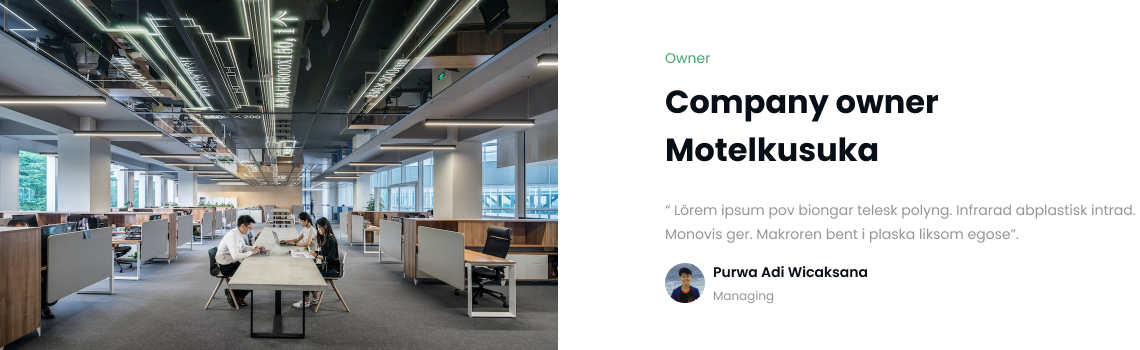 Owner
Company owner
Motelkusuka
“ Lörem ipsum pov biongar telesk polyng. Infrarad abplastisk intrad.
Monovis ger. Makroren bent i plaska liksom egose”.
Purwa Adi Wicaksana
Managing